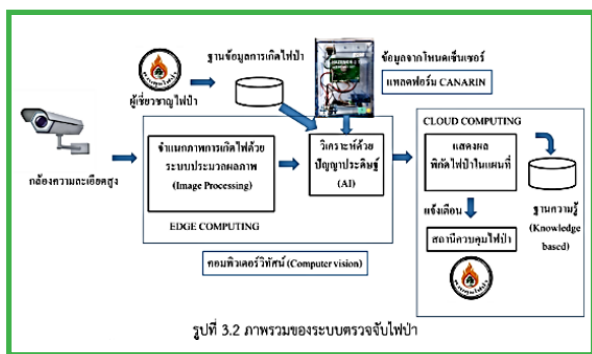 ฐานข้อมูลการเกิดไฟป่า
ข้อมูลจากโหนดเซ็นเซอร์
แพลตฟอร์ม CANARIN
ผู้เชี่ยวชาญไฟป่า
กล้องความละเอียดสูง
จำแนกภาพการเกิดไฟด้วย
ระบบประมวลผลภาพ
(Image Processing)
วิเคราะห์ด้วย
ปัญญาประดิษฐ์
(AI)
EDGE COMPUTING
คอมพิวเตอร์วิทัศน์ (Computer vision)
CLOUD COMPUTING
แสดงผล
พิกัดไฟป่าในแผนที่
แจ้งเตือน
สถานีควบคุมไฟป่า
ฐานความรู้
(Knowledge
based)
รูปที่ 3.2 ภาพรวมของระบบตรวจจับไฟป่า